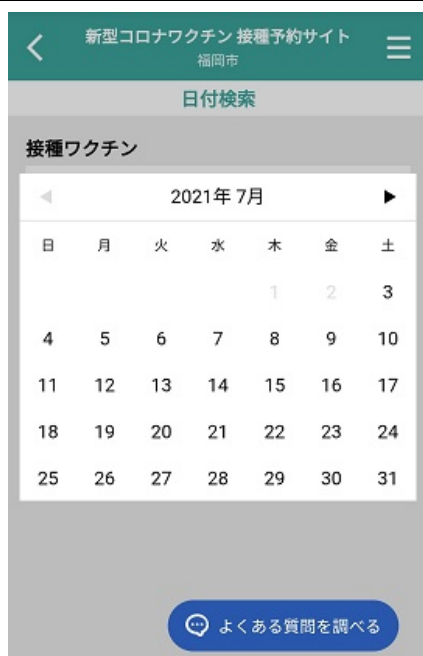 新型コロナワクチン 接種予約サイト
福岡市
日付検索
接種ワクチン
2021年 7月
日 月 火 水 木 金 土
1 2 3
4 5 6 7 8 9 10
11 12 13 14 15 16 17
18 19 20 21 22 23 24
25 26 27 28 29 30 31
よくある質問を調べる